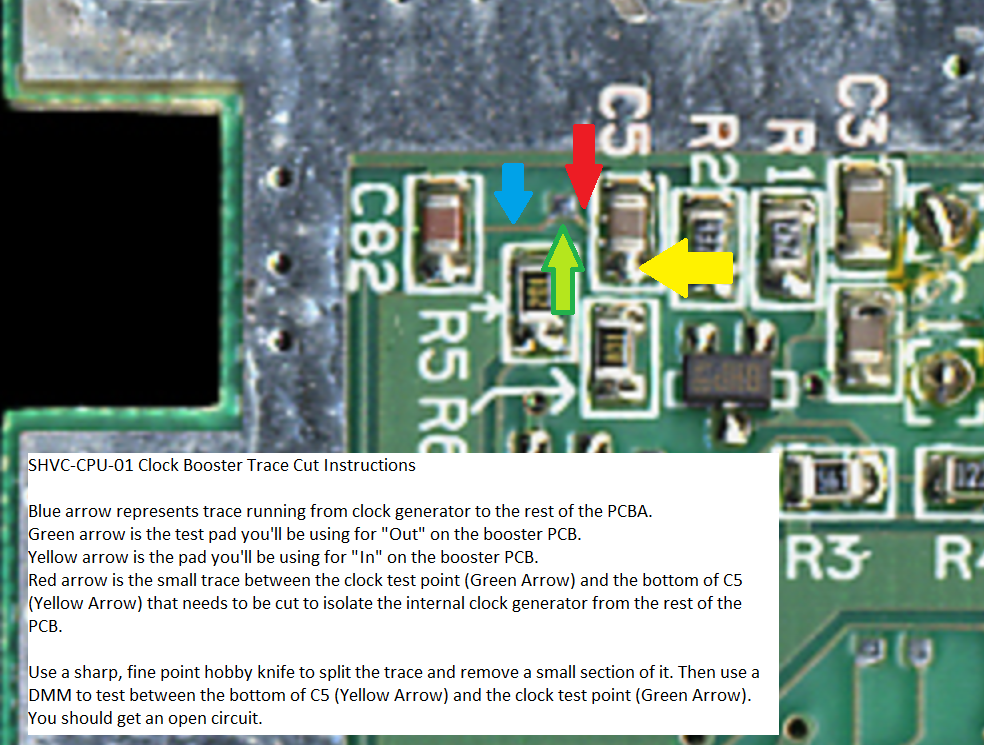 C5
R2
R1
C3
C82
R5
R6
SHVC-CPU-01 Clock Booster Trace Cut Instructions
Blue arrow represents trace running from clock generator to the rest of the PCBA.
Green arrow is the test pad you'll be using for "Out" on the booster PCB.
Yellow arrow is the pad you'll be using for "In" on the booster PCB.
Red arrow is the small trace between the clock test point (Green Arrow) and the bottom of C5
(Yellow Arrow) that needs to be cut to isolate the internal clock generator from the rest of the
PCB.
Use a sharp, fine point hobby knife to split the trace and remove a small section of it. Then use a
DMM to test between the bottom of C5 (Yellow Arrow) and the clock test point (Green Arrow).
You should get an open circuit.
561
R3